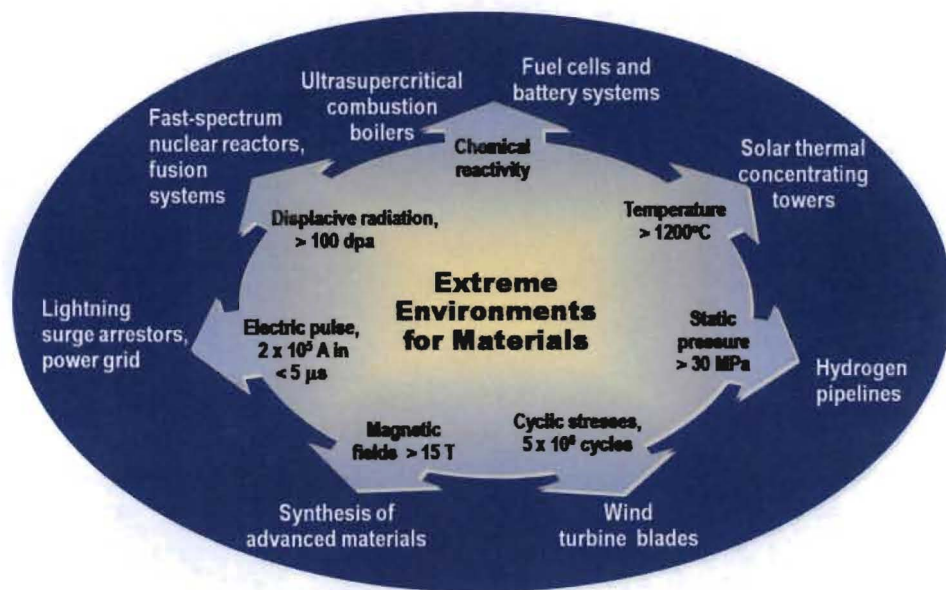 Fuel cells and
battery systems
Ultrasupercritical
combustion
boilers
Fast-spectrum
nuclear reactors,
fusion
systems
Solar thermal
concentrating
towers
Chemical
reactivity
Displacive radiation,
> 100 dpa
Temperature
> 1200°C
Extreme
Environments
for Materials
Lightning
surge arrestors,
power grid
Electric pulse,
2 x 10⁵ A in
< 5 µs
Static
pressure
> 30 MPa
Hydrogen
pipelines
Magnetic
fields > 15 T
Cyclic stresses,
5 x cycles
Synthesis of
advanced materials
Wind
turbine blades